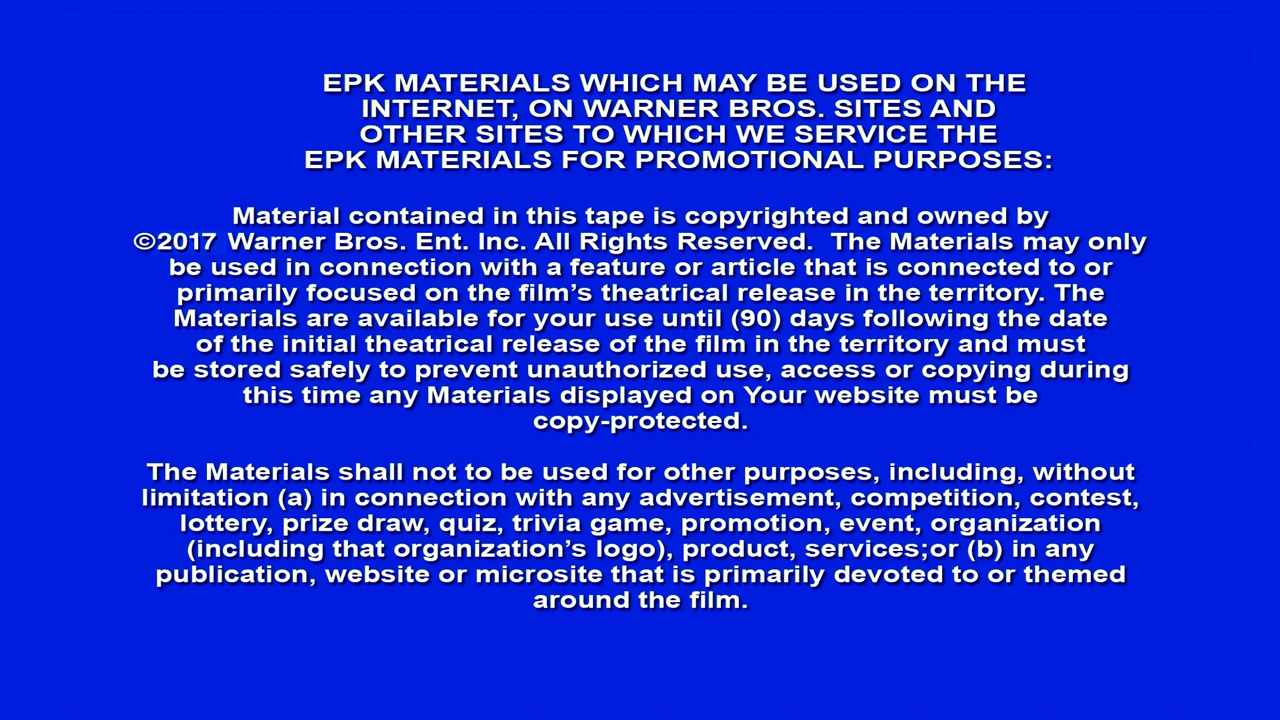 EPK MATERIALS WHICH MAY BE USED ON THE
INTERNET, ON WARNER BROS. SITES AND
OTHER SITES TO WHICH WE SERVICE THE
EPK MATERIALS FOR PROMOTIONAL PURPOSES:
Material contained in this tape is copyrighted and owned by
©2017 Warner Bros. Ent. Inc. All Rights Reserved.  The Materials may only
be used in connection with a feature or article that is connected to or
primarily focused on the film’s theatrical release in the territory. The
Materials are available for your use until (90) days following the date
of the initial theatrical release of the film in the territory and must
be stored safely to prevent unauthorized use, access or copying during
this time any Materials displayed on Your website must be
copy-protected.
The Materials shall not to be used for other purposes, including, without
limitation (a) in connection with any advertisement, competition, contest,
lottery, prize draw, quiz, trivia game, promotion, event, organization
(including that organization’s logo), product, services;or (b) in any
publication, website or microsite that is primarily devoted to or themed
around the film.